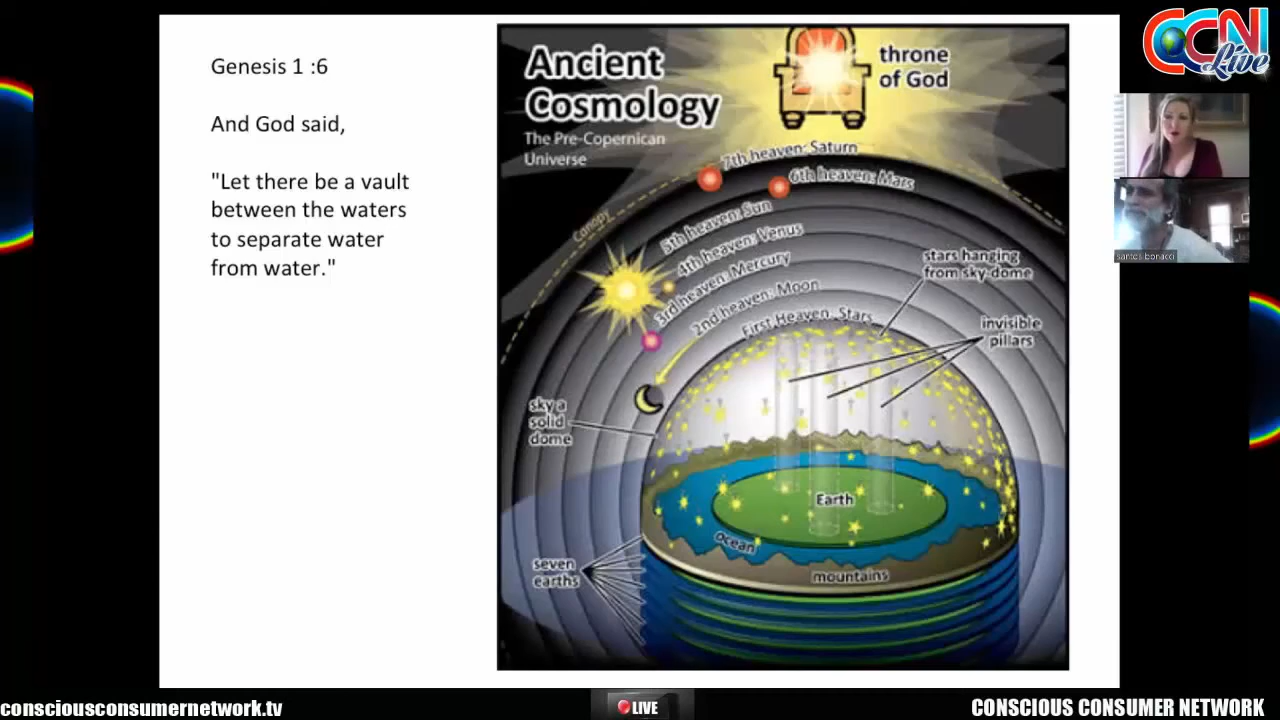 Genesis 1 :6
And God said,
"Let there be a vault
between the waters
to separate water
from water."
Ancient
Cosmology
The Pre-Copernican
Universe
throne
of God
7th heaven: Saturn
6th heaven: Mars
Canopy
5th heaven: Sun
4th heaven: Venus
3rd heaven: Mercury
2nd heaven: Moon
First Heaven: Stars
stars hanging
from sky-dome
invisible
pillars
sky a
solid
dome
Earth
ocean
mountains
seven
earths
CCN
Live
santos bonacci
consciousconsumernetwork.tv
LIVE
CONSCIOUS CONSUMER NETWORK